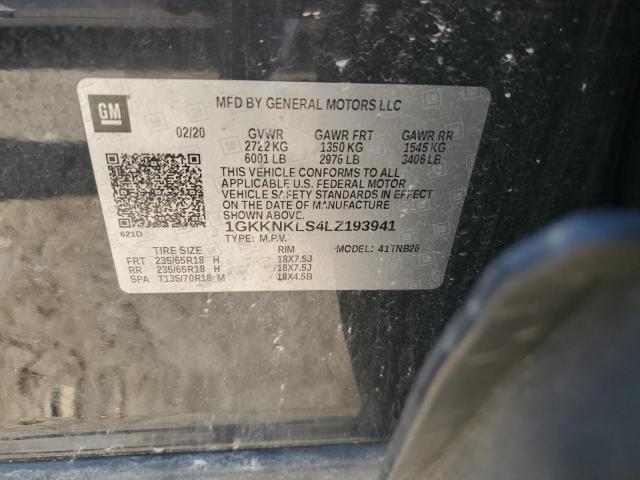 GM
MFD BY GENERAL MOTORS LLC
02/20 GVWR GAWR FRT GAWR RR
2722 KG 1350 KG 1545 KG
6001 LB 2976 LB 3406 LB
THIS VEHICLE CONFORMS TO ALL
APPLICABLE U.S. FEDERAL MOTOR
VEHICLE SAFETY STANDARDS IN EFFECT
ON THE DATE OF MANUFACTURE
SHOWN ABOVE.
1GKKNKLS4LZ193941
621D TYPE: M.P.V. MODEL: 41TNB26
TIRE SIZE RIM
FRT 235/65R18 H 18X7.5J
RR 235/65R18 H 18X7.5J
SPA T135/70R18 M 18X4.5B